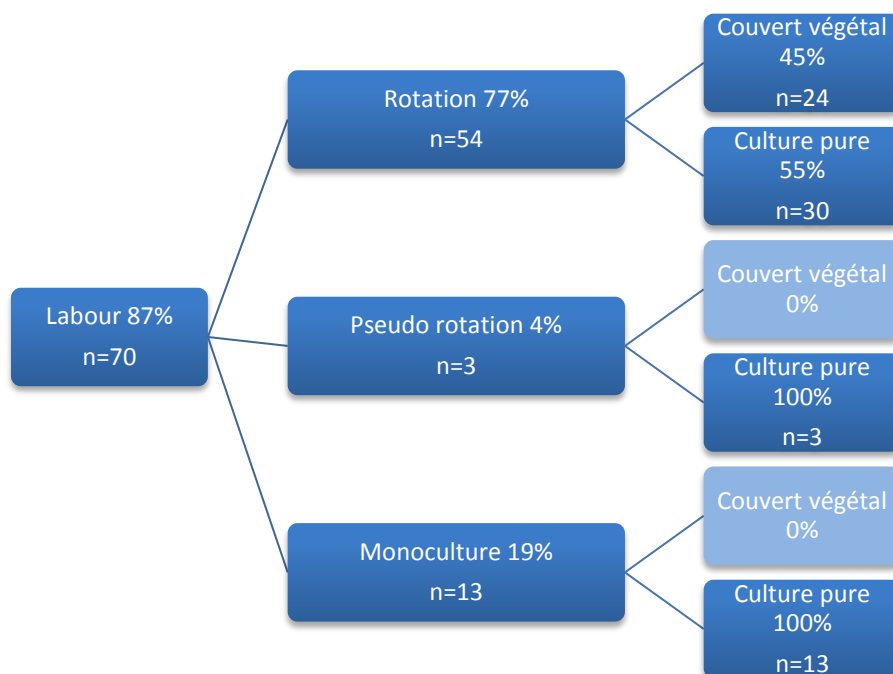 Labour 87%
n=70
Rotation 77%
n=54
Couvert végétal
45%
n=24
Culture pure
55%
n=30
Pseudo rotation 4%
n=3
Couvert végétal
0%
Culture pure
100%
n=3
Monoculture 19%
n=13
Couvert végétal
0%
Culture pure
100%
n=13